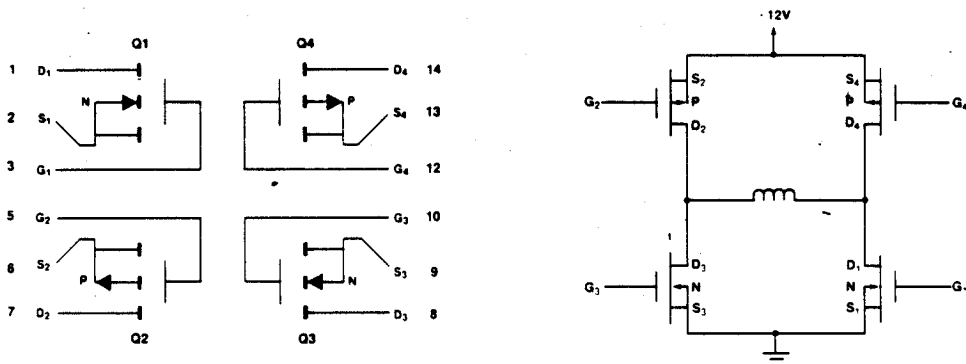 12V
Q1 Q4
1 D1 D4 14
N P
2 S1 S4 13
3 G1 G4 12
5 G2 G3 10
6 S2 S3 9
P N
7 D2 D3 8
Q2 Q3
S2 S4
G2 P P G4
D2 D4
D3 D1
G3 N N G
S3 S1